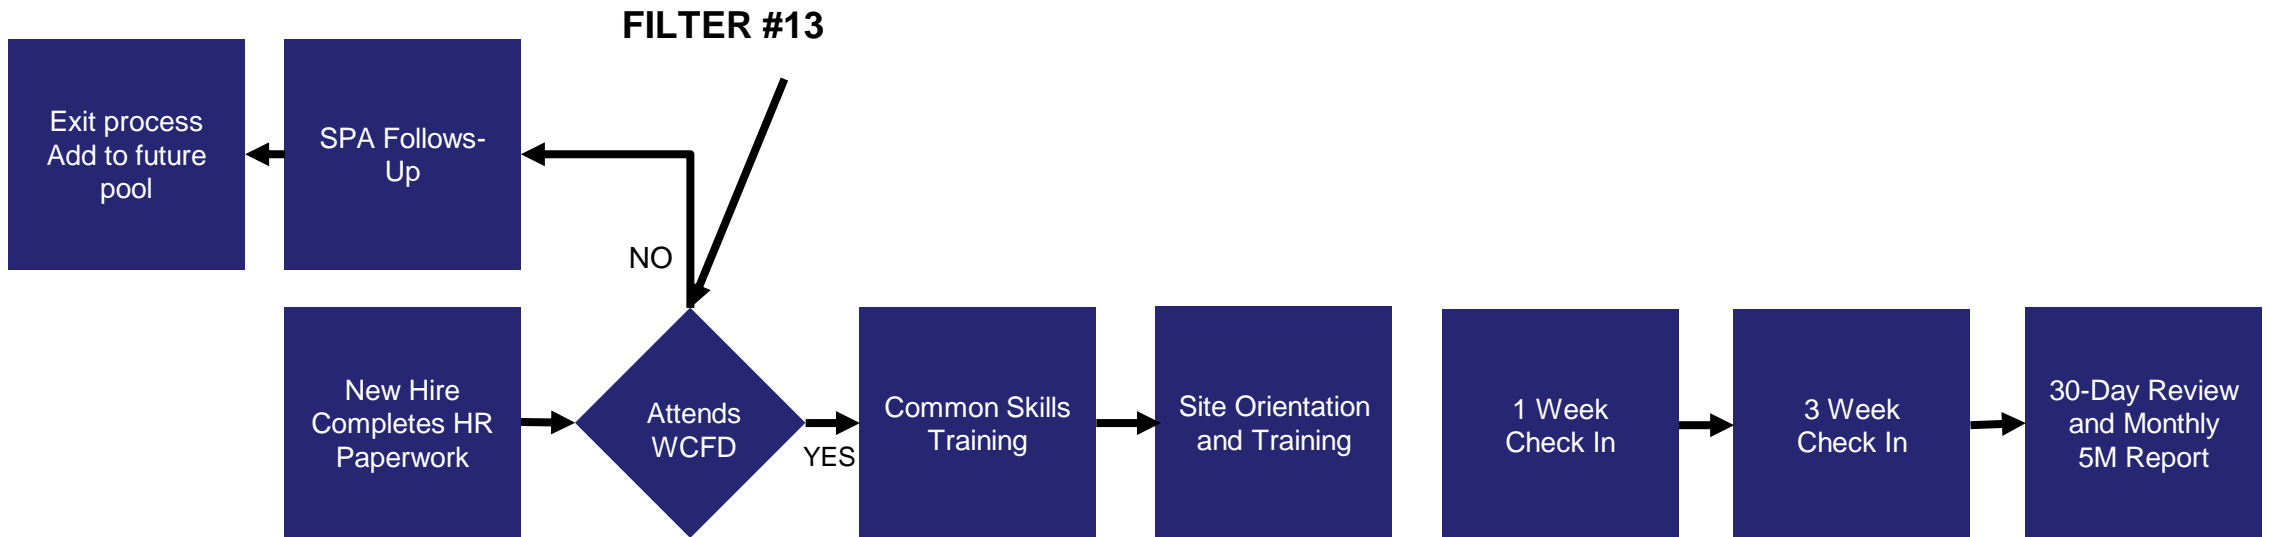 FILTER #13
Exit process
Add to future
pool
SPA Follows-
Up
NO
New Hire
Completes HR
Paperwork
Attends
WCFD
YES
Common Skills
Training
Site Orientation
and Training
1 Week
Check In
3 Week
Check In
30-Day Review
and Monthly
5M Report